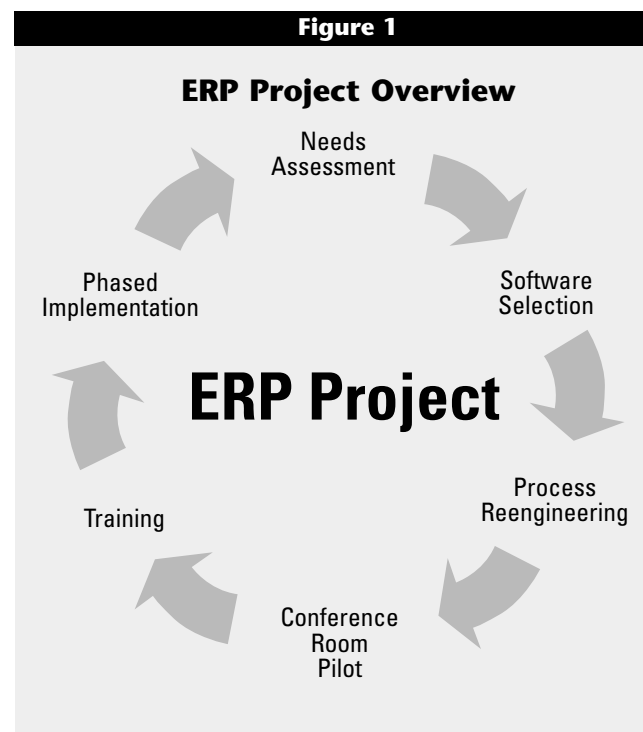 Figure 1
ERP Project Overview
Needs
Assessment
Software
Selection
Process
Reengineering
Conference
Room
Pilot
Training
Phased
Implementation
ERP Project